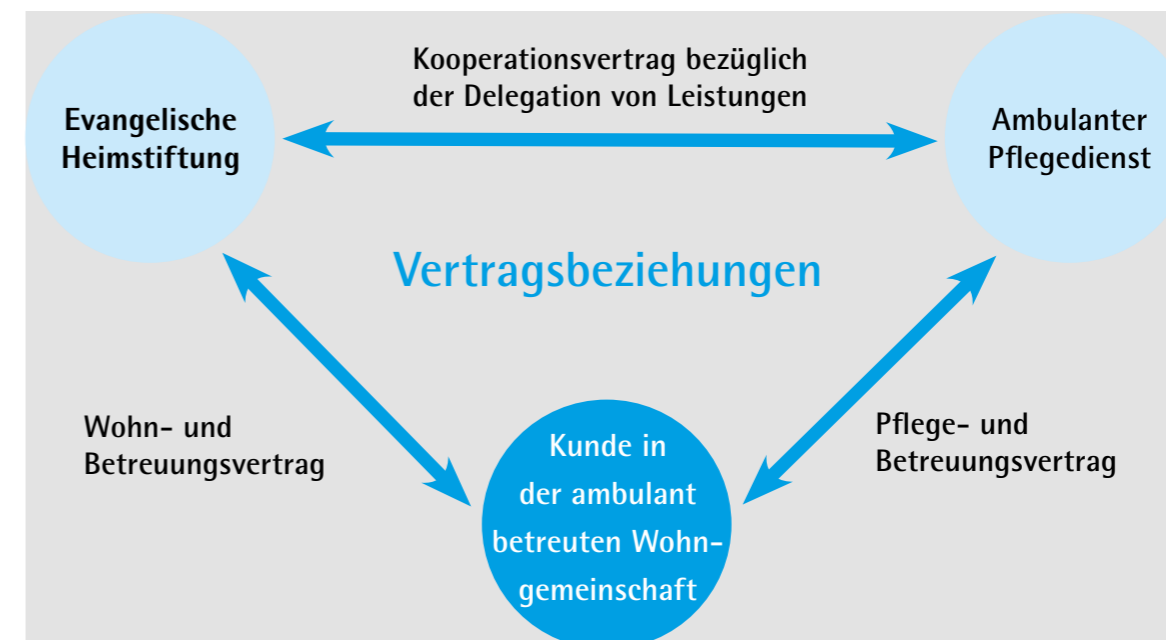 Kooperationsvertrag bezüglich
der Delegation von Leistungen
Evangelische
Heimstiftung
Ambulanter
Pflegedienst
Vertragsbeziehungen
Wohn- und
Betreuungsvertrag
Pflege- und
Betreuungsvertrag
Kunde in
der ambulant
betreuten Wohn-
gemeinschaft